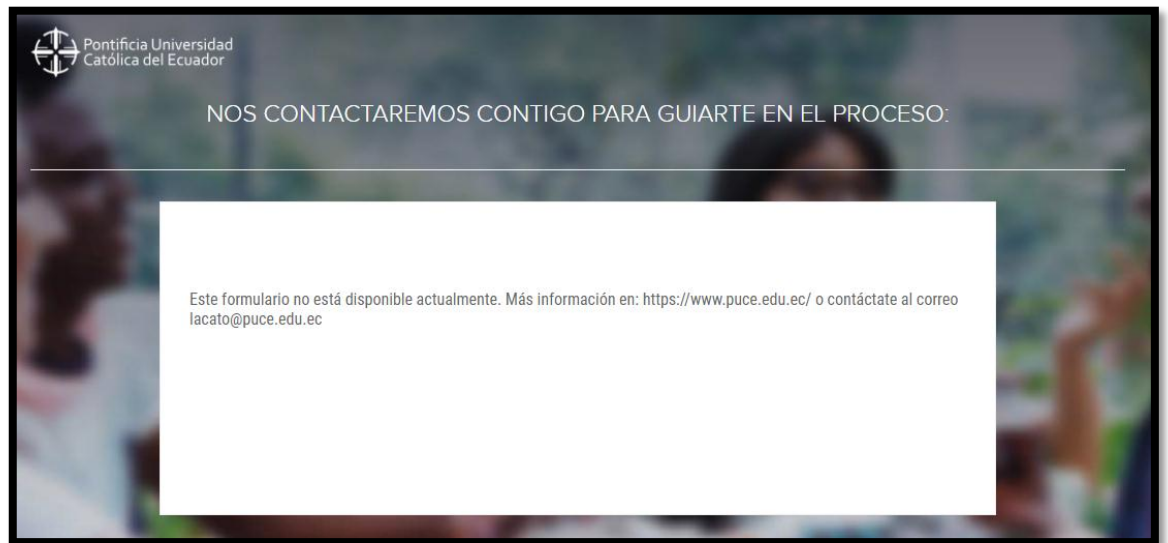 Pontificia Universidad
Católica del Ecuador
NOS CONTACTAREMOS CONTIGO PARA GUIARTE EN EL PROCESO:
Este formulario no está disponible actualmente. Más información en: https://www.puce.edu.ec/ o contáctate al correo
lacato@puce.edu.ec